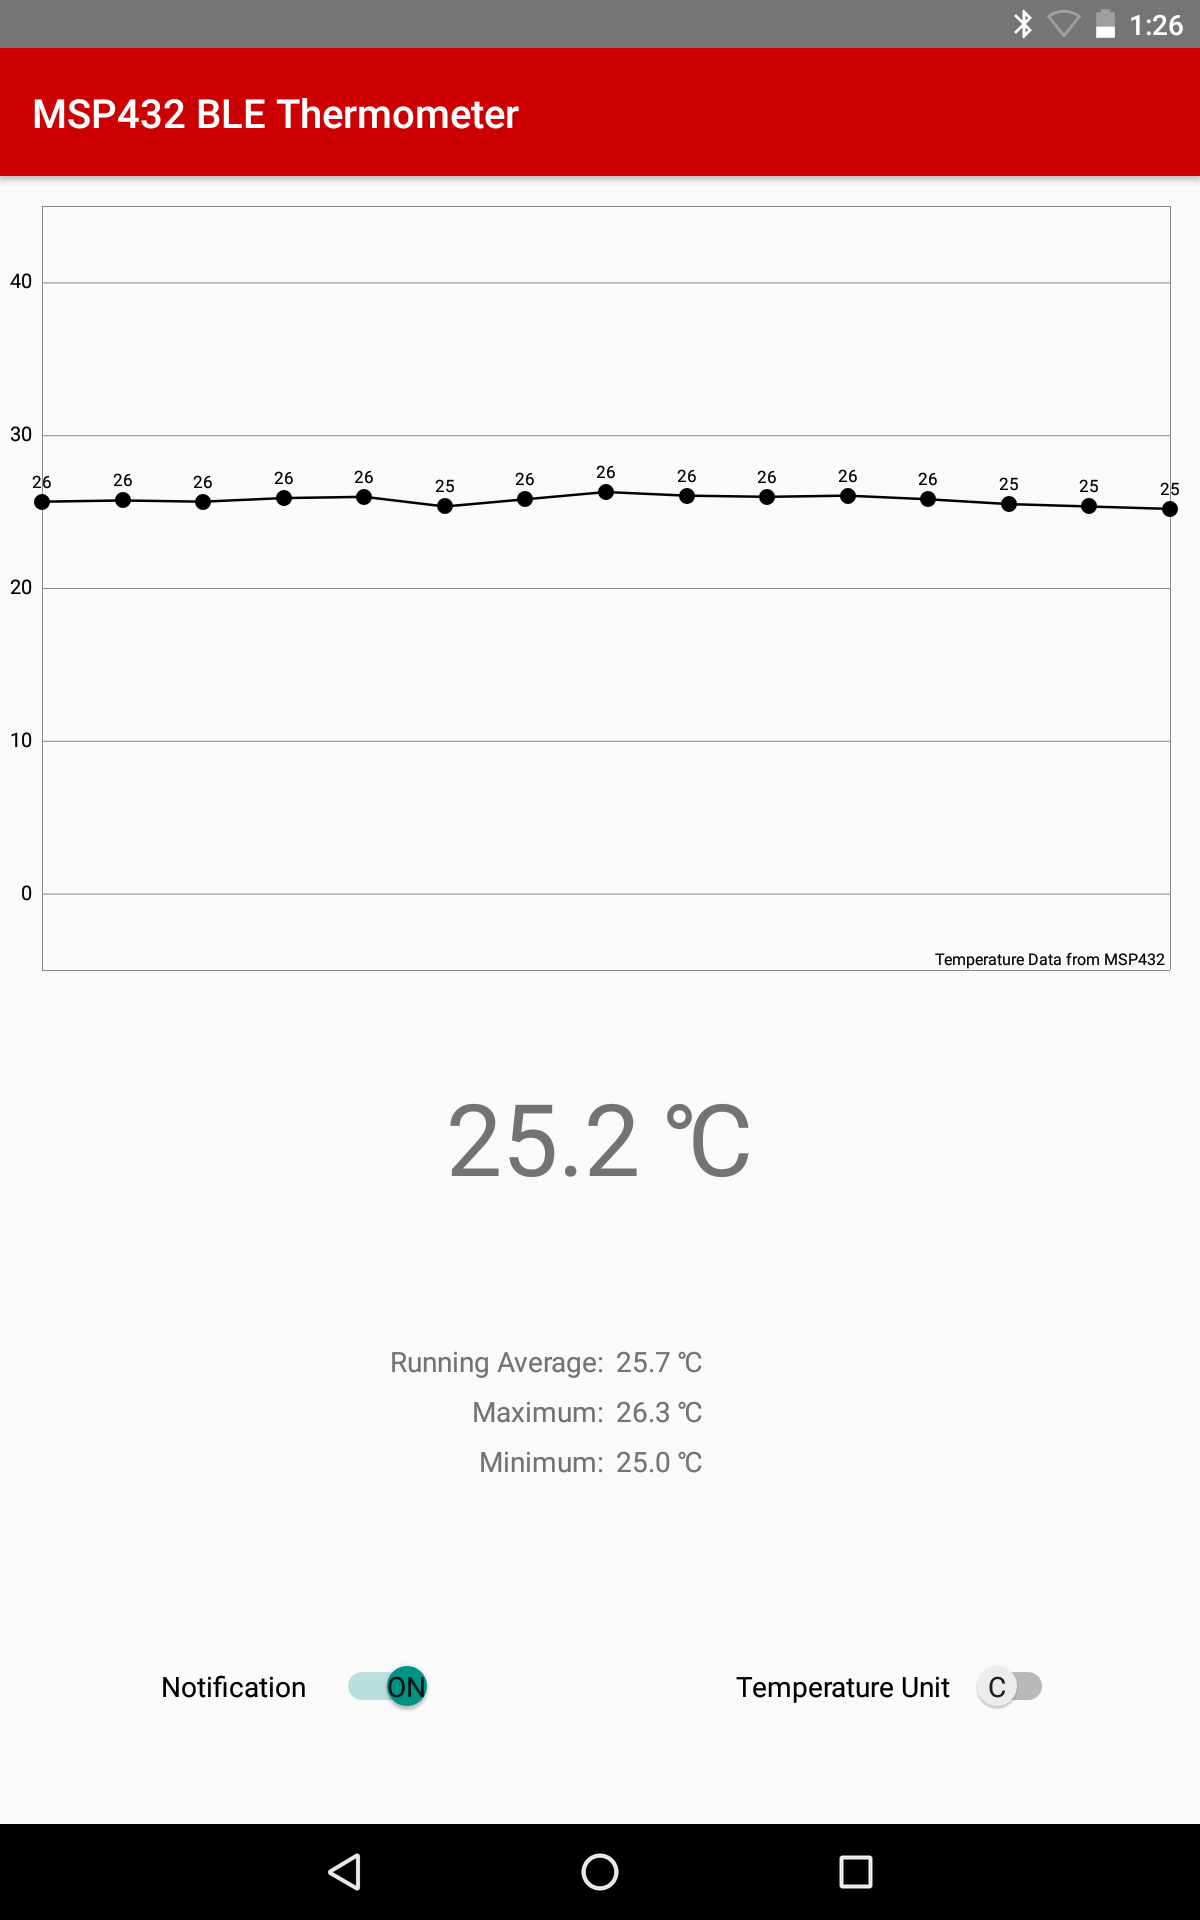 1:26
MSP432 BLE Thermometer
40
30
26 26 26 26 26 25 26 26 26 26 26 26 25 25 25
20
10
0
Temperature Data from MSP432
25.2 ℃
Running Average: 25.7 ℃
Maximum: 26.3 ℃
Minimum: 25.0 ℃
Notification ON Temperature Unit C